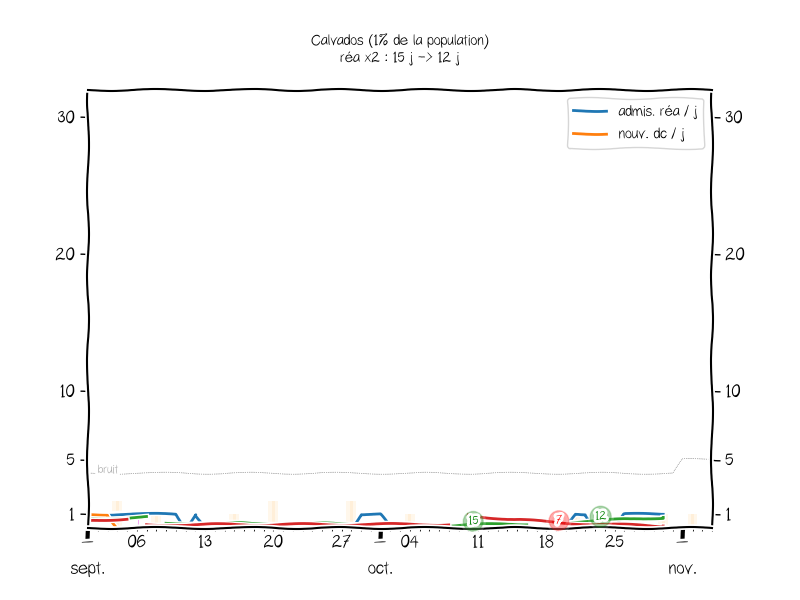 Calvados (1% de la population)
réa x2 : 15 j -> 12 j
admis. réa / j
nouv. dc / j
30 30
20 20
10 10
5 5
bruit
1 1
15 7 12
06 13 20 27 04 11 18 25
sept. oct. nov.